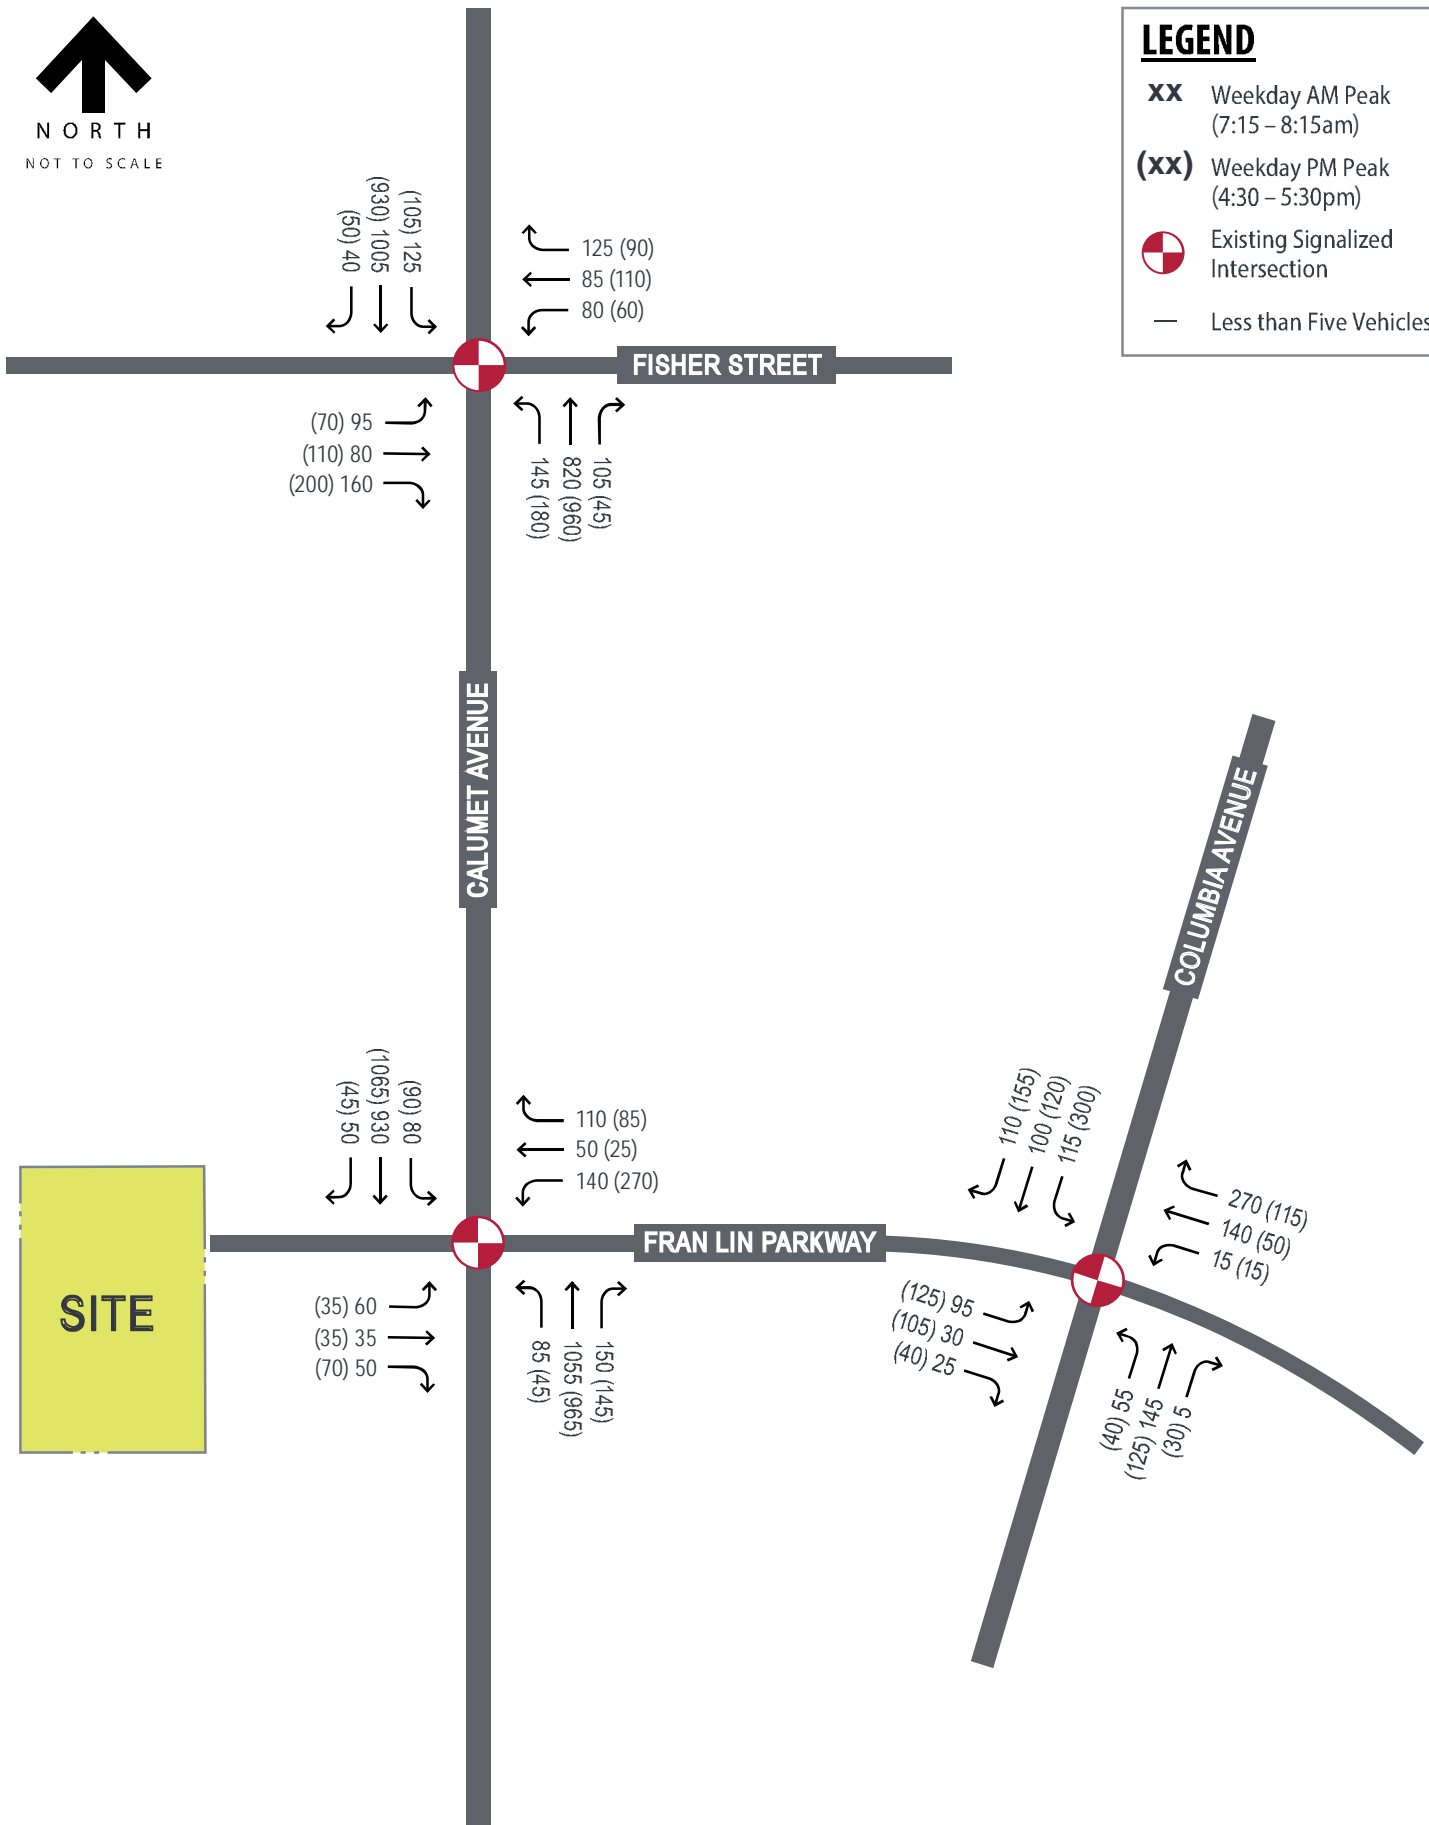 NORTH
NOT TO SCALE
LEGEND
xx Weekday AM Peak
(7:15 – 8:15am)
(xx) Weekday PM Peak
(4:30 – 5:30pm)
Existing Signalized
Intersection
— Less than Five Vehicles
(50) 40
(930) 1005
(105) 125
125 (90)
85 (110)
80 (60)
FISHER STREET
(70) 95
(110) 80
(200) 160
145 (180)
820 (960)
105 (45)
CALUMET AVENUE
COLUMBIA AVENUE
(45) 50
(1065) 930
(90) 80
110 (85)
50 (25)
140 (270)
110 (155)
100 (120)
115 (300)
270 (115)
140 (50)
15 (15)
FRAN LIN PARKWAY
SITE
(35) 60
(35) 35
(70) 50
85 (45)
1055 (965)
150 (145)
(125) 95
(105) 30
(40) 25
(40) 55
(125) 145
(30) 5